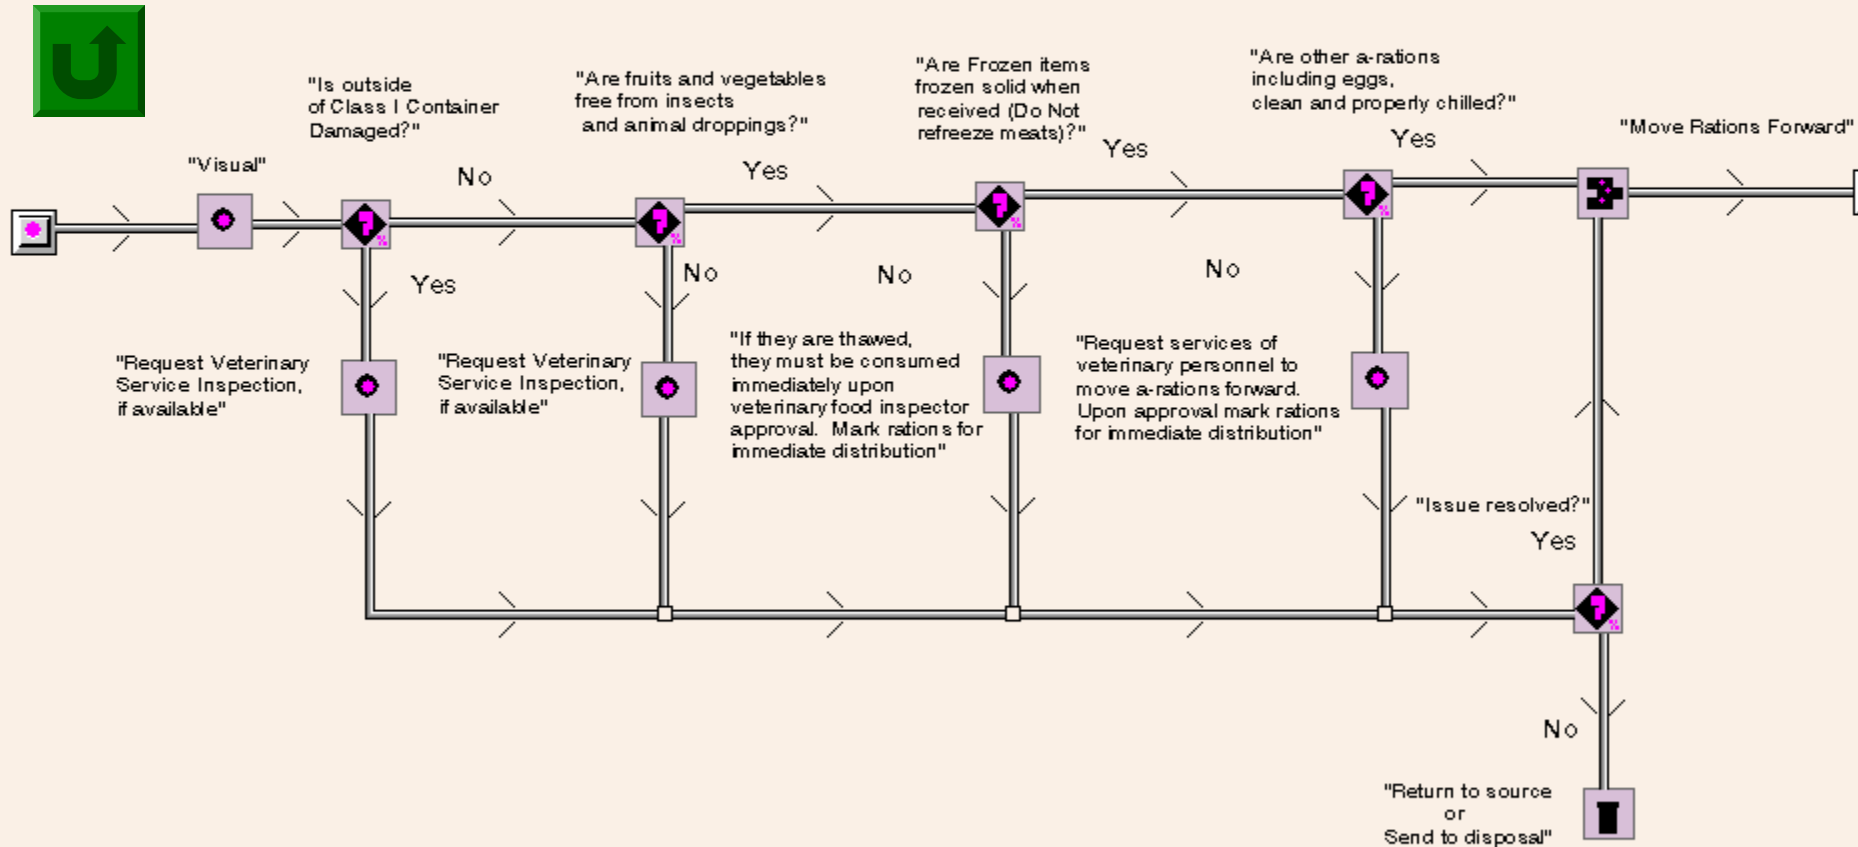 "Is outside
of Class I Container
Damaged?"
"Are fruits and vegetables
free from insects
and animal droppings?"
"Are Frozen items
frozen solid when
received (Do Not
refreeze meats)?"
"Are other a-rations
including eggs,
clean and properly chilled?"
"Visual"
No
Yes
Yes
Yes
"Move Rations Forward"
Yes
No
No
No
"Request Veterinary
Service Inspection,
if available"
"Request Veterinary
Service Inspection,
if available"
"If they are thawed,
they must be consumed
immediately upon
veterinary food inspector
approval. Mark rations for
immediate distribution"
"Request services of
veterinary personnel to
move a-rations forward.
Upon approval mark rations
for immediate distribution"
"Issue resolved?"
Yes
No
"Return to source
or
Send to disposal"